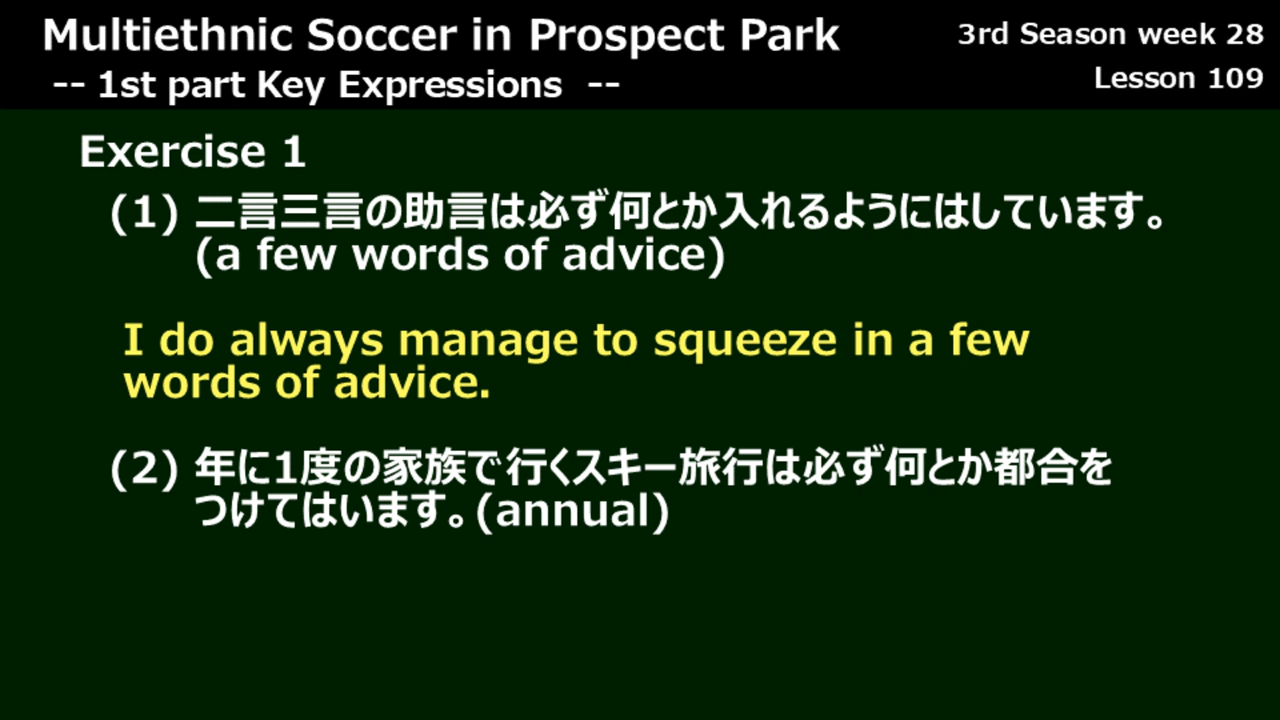 Multiethnic Soccer in Prospect Park
3rd Season week 28
-- 1st part Key Expressions --
Lesson 109
Exercise 1
(1) 二言三言の助言は必ず何とか入れるようにはしています。
(a few words of advice)
I do always manage to squeeze in a few
words of advice.
(2) 年に1度の家族で行くスキー旅行は必ず何とか都合を
つけてはいます。(annual)